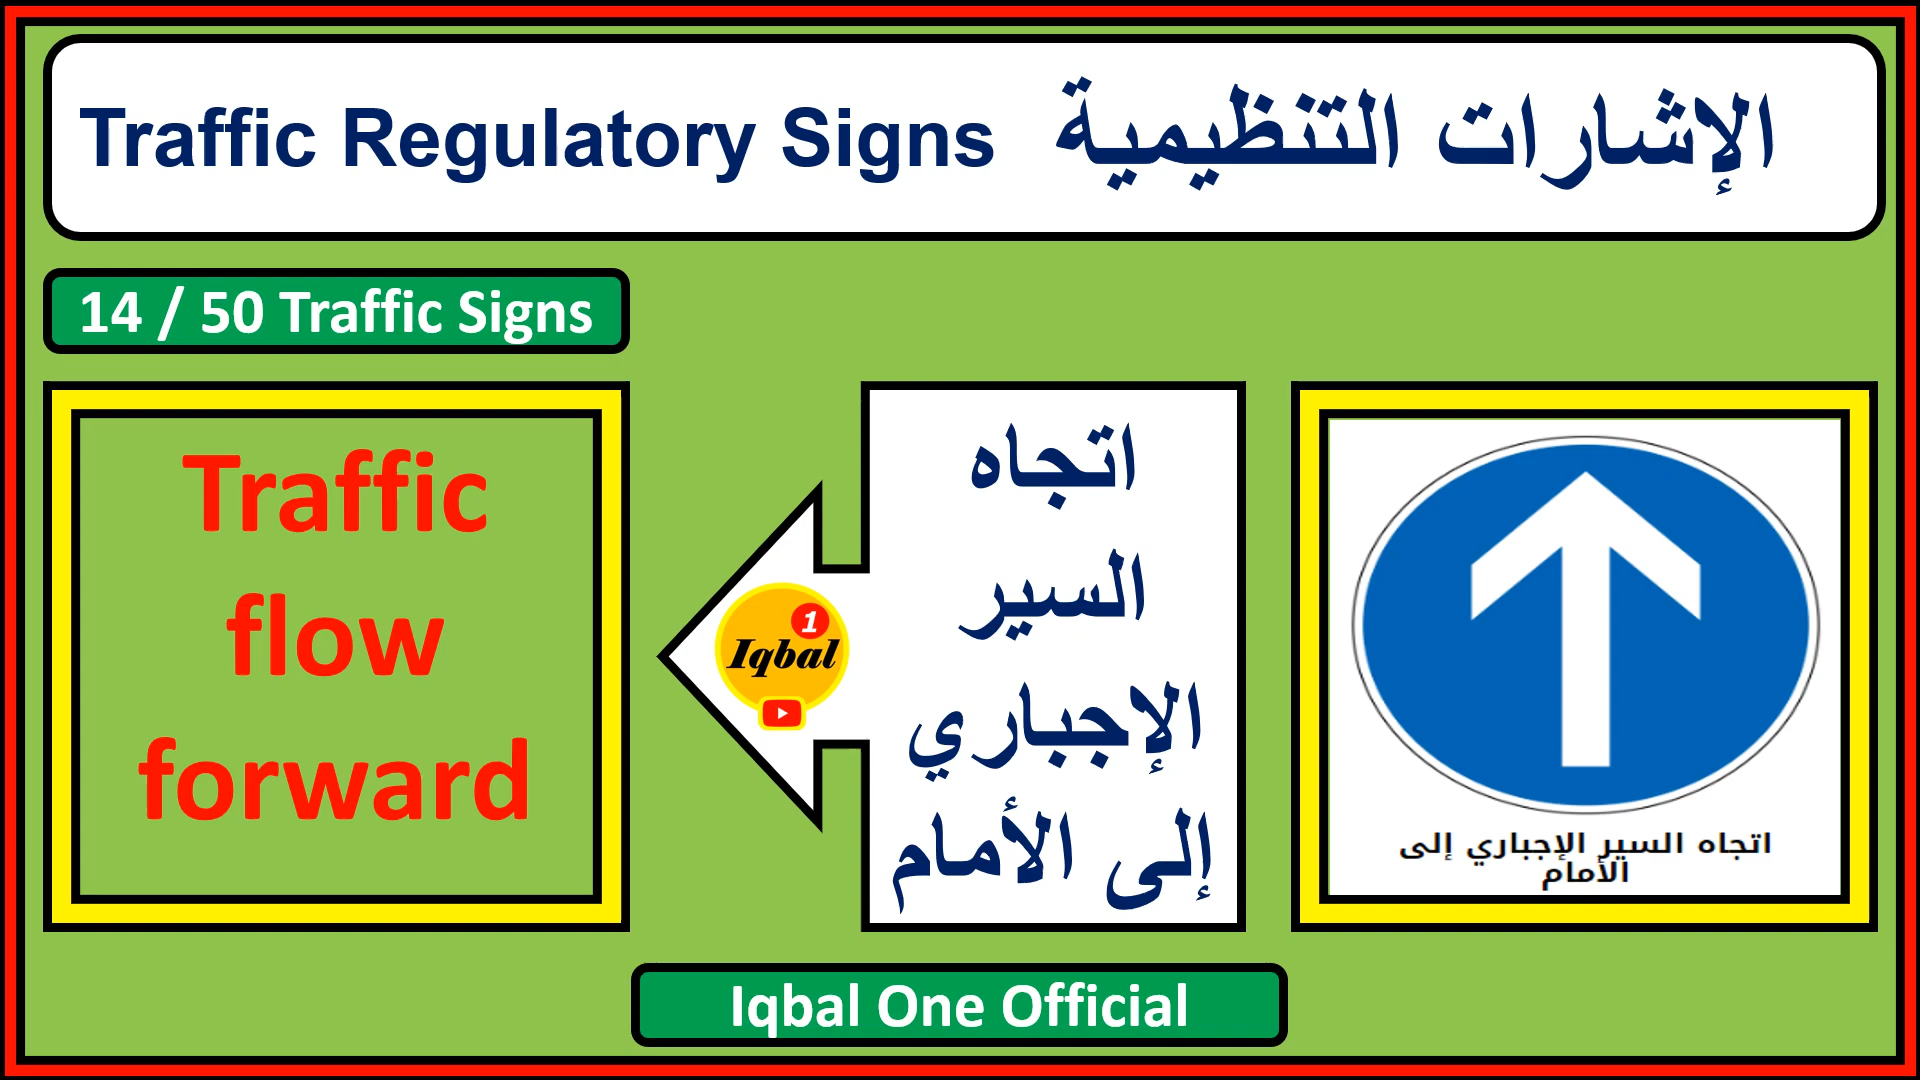 Traffic Regulatory Signs الإشارات التنظيمية
14 / 50 Traffic Signs
Traffic
flow
forward
1
Iqbal
اتجاه
السير
الإجباري
إلى الأمام
اتجاه السير الإجباري إلى
الأمام
Iqbal One Official